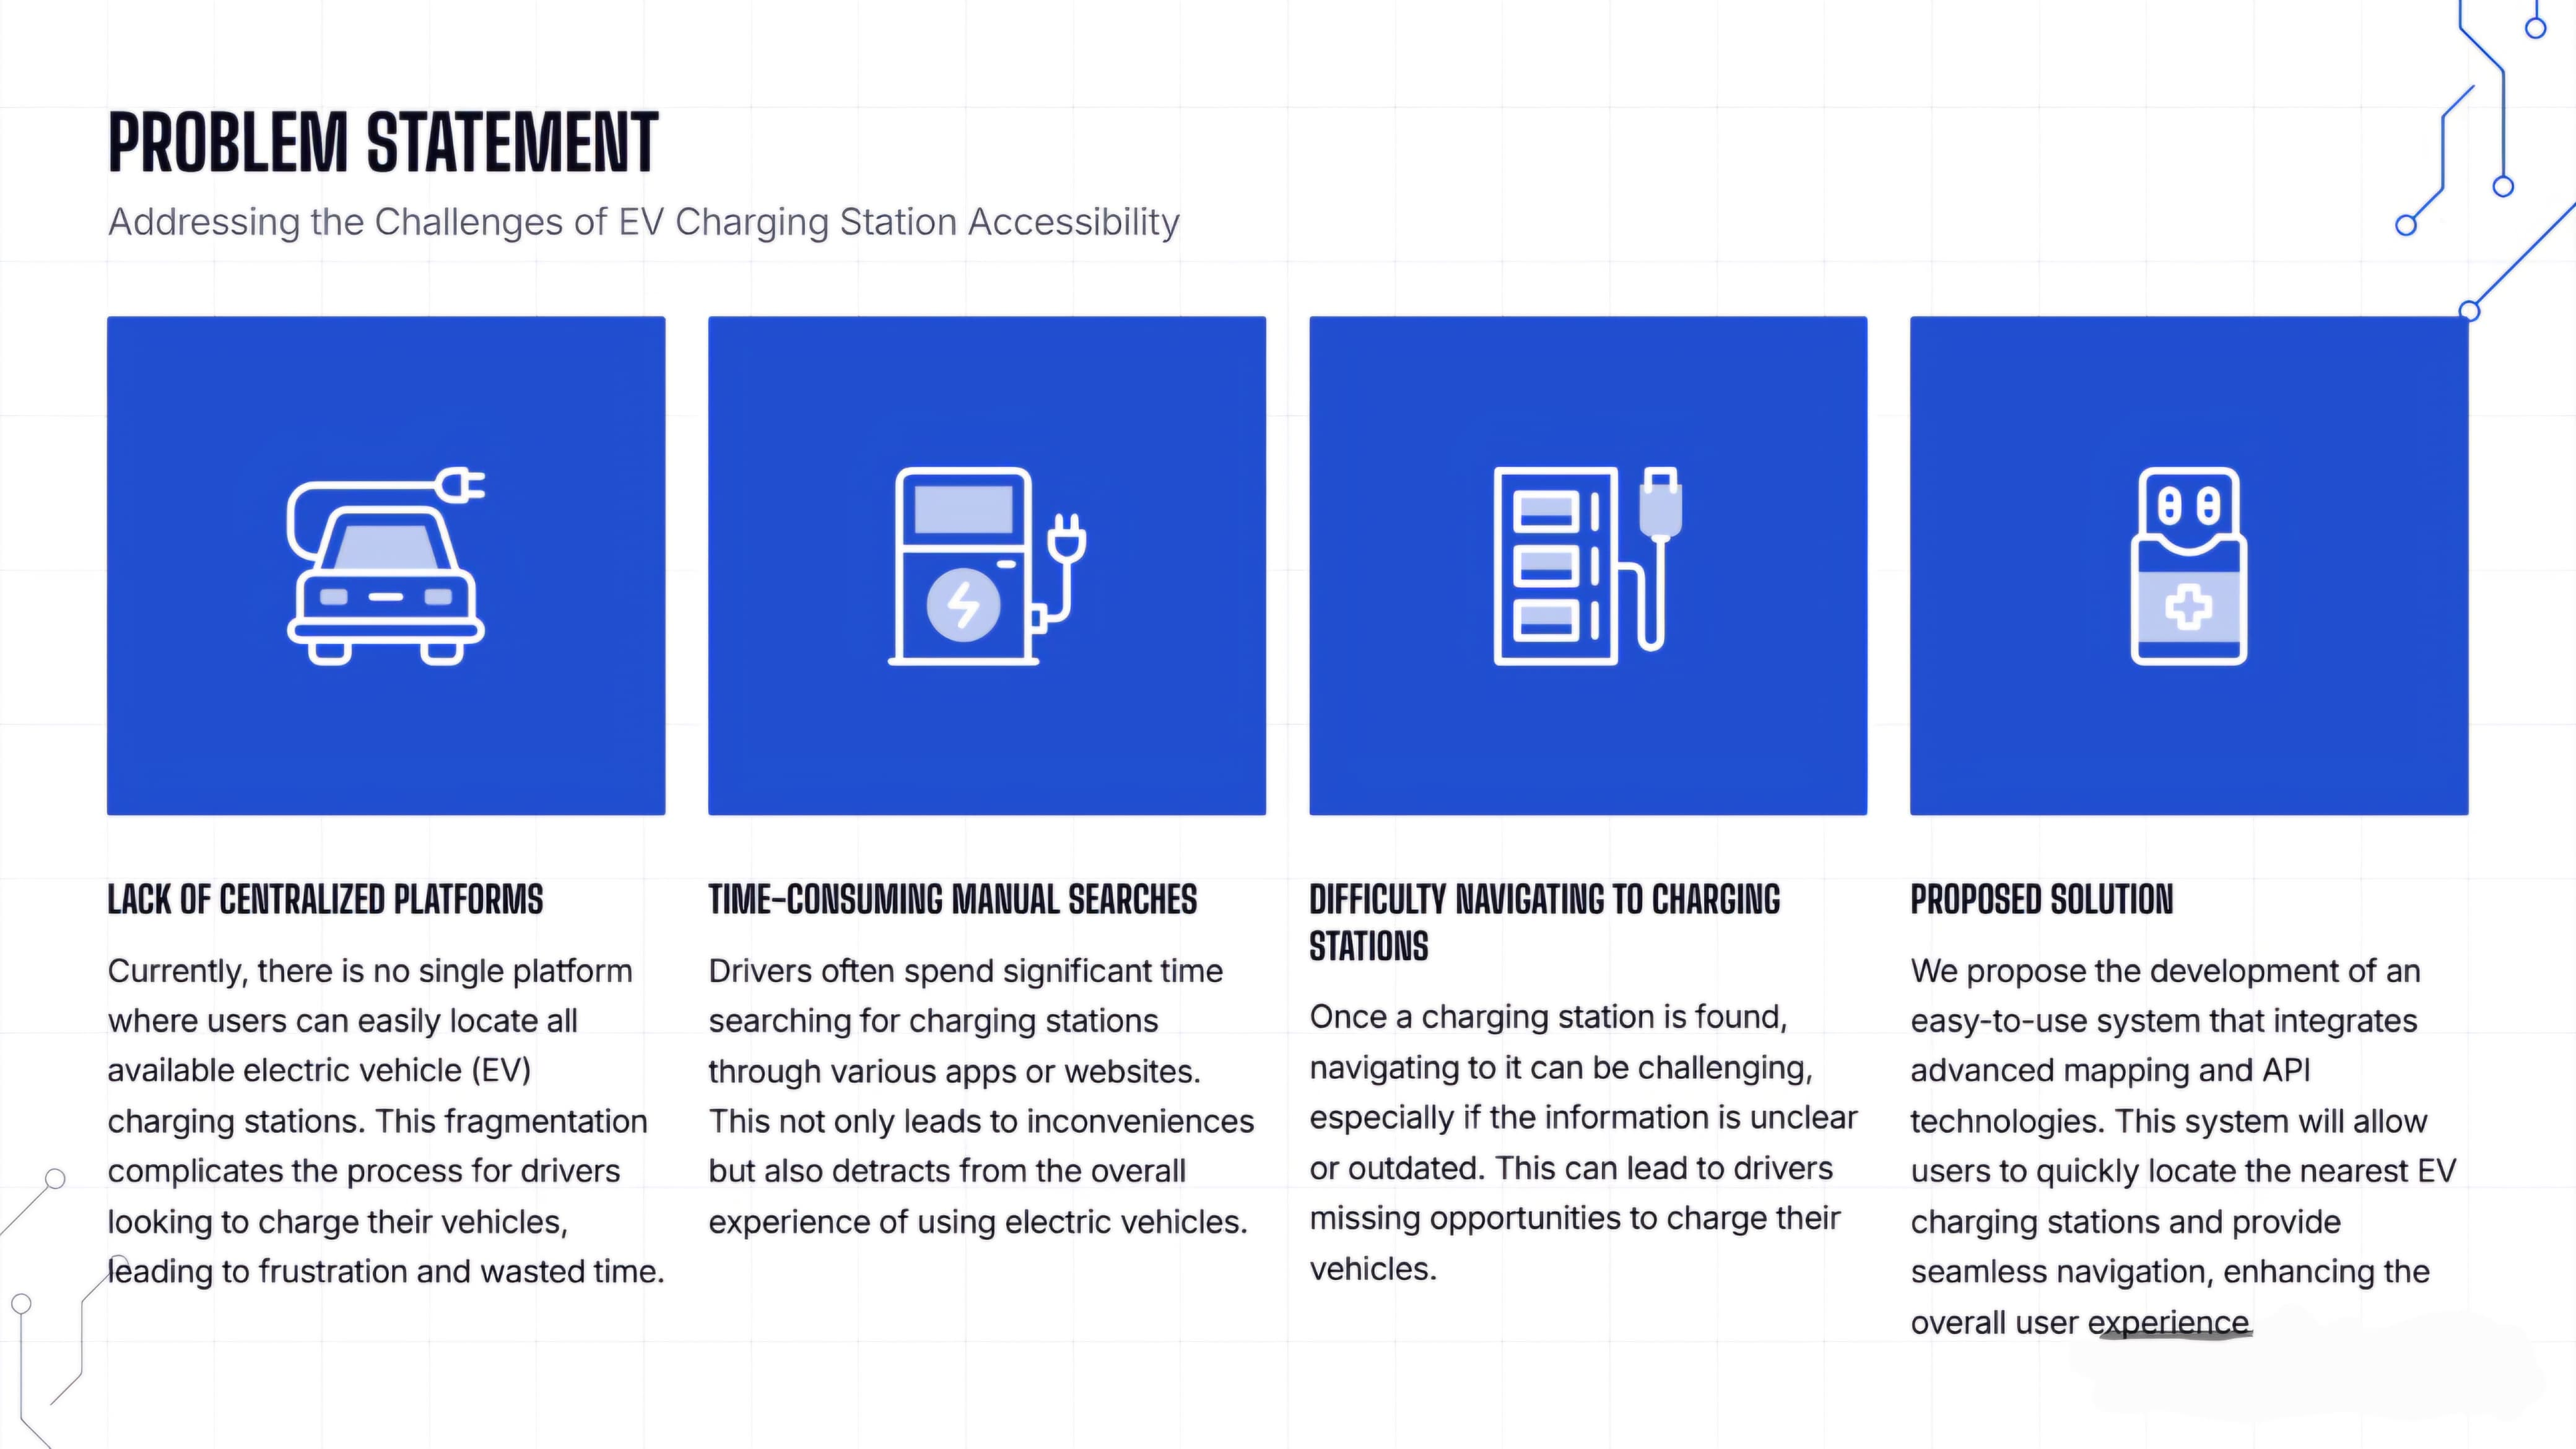 PROBLEM STATEMENT
Addressing the Challenges of EV Charging Station Accessibility
LACK OF CENTRALIZED PLATFORMS
Currently, there is no single platform
where users can easily locate all
available electric vehicle (EV)
charging stations. This fragmentation
complicates the process for drivers
looking to charge their vehicles,
leading to frustration and wasted time.
TIME-CONSUMING MANUAL SEARCHES
Drivers often spend significant time
searching for charging stations
through various apps or websites.
This not only leads to inconveniences
but also detracts from the overall
experience of using electric vehicles.
DIFFICULTY NAVIGATING TO CHARGING
STATIONS
Once a charging station is found,
navigating to it can be challenging,
especially if the information is unclear
or outdated. This can lead to drivers
missing opportunities to charge their
vehicles.
PROPOSED SOLUTION
We propose the development of an
easy-to-use system that integrates
advanced mapping and API
technologies. This system will allow
users to quickly locate the nearest EV
charging stations and provide
seamless navigation, enhancing the
overall user experience